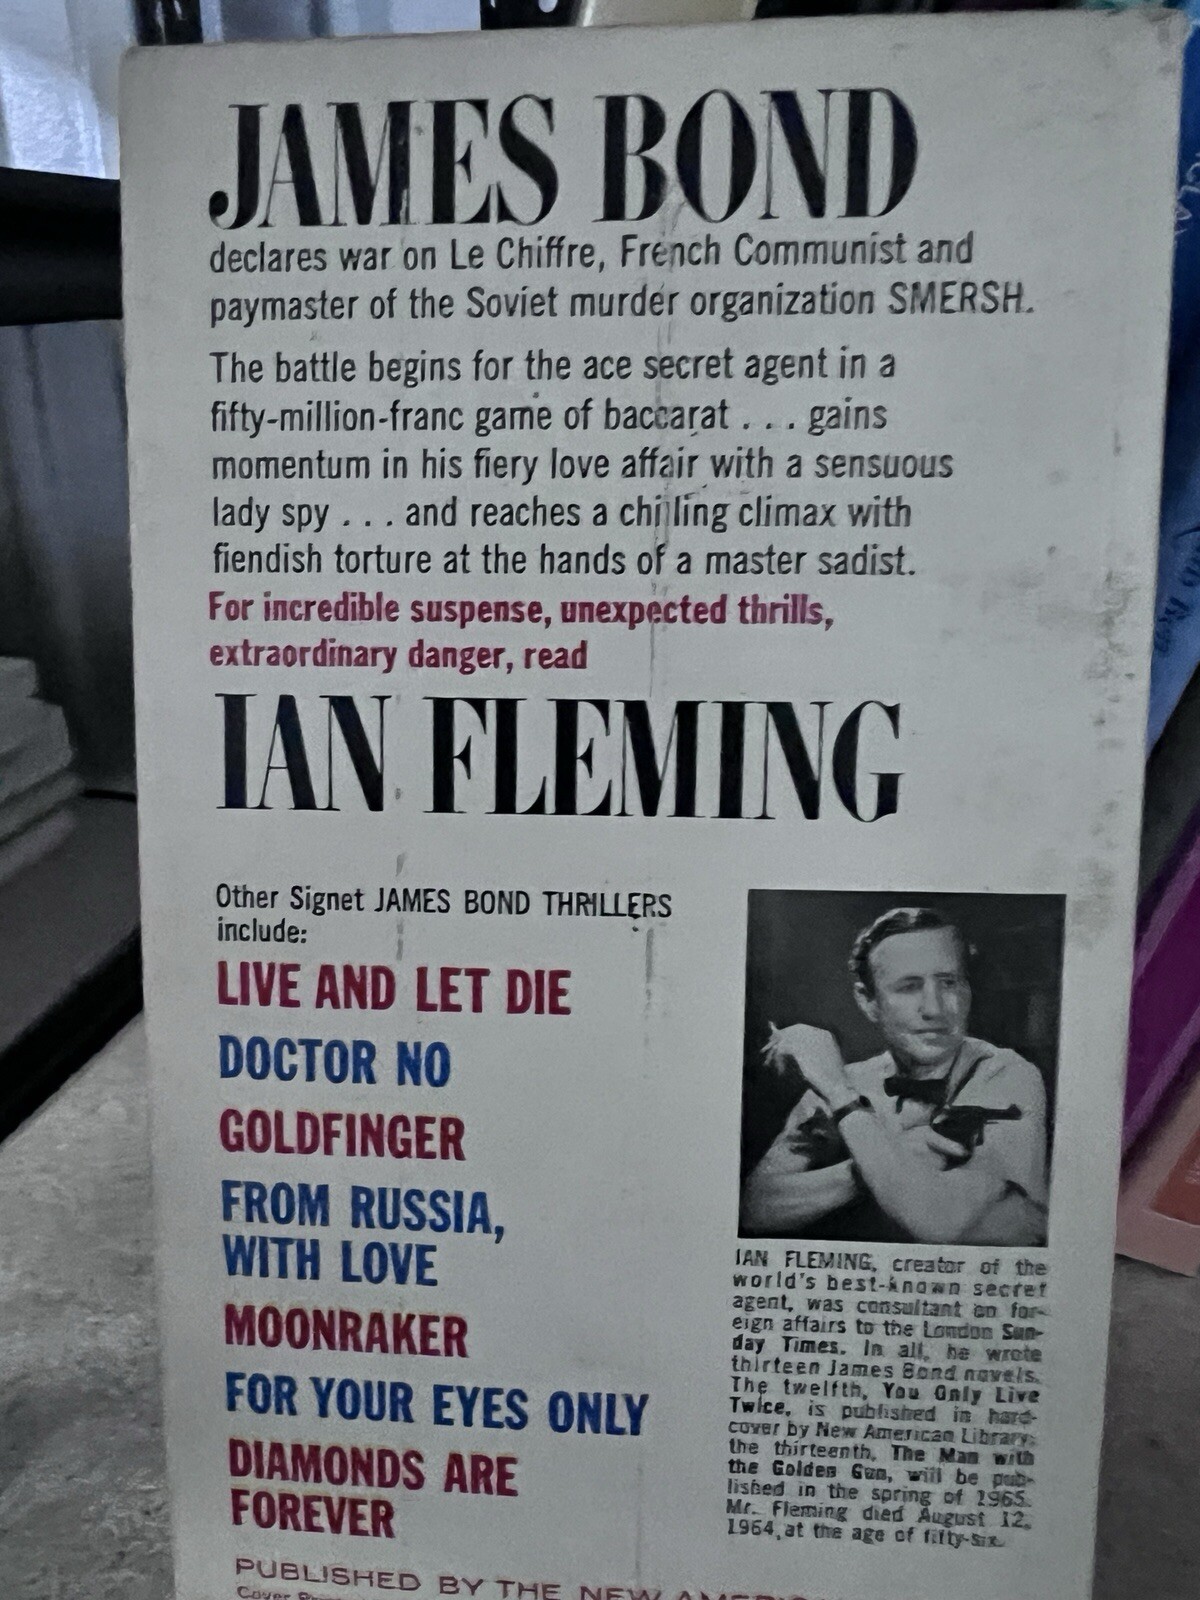 JAMES BOND
declares war on Le Chiffre, French Communist and
paymaster of the Soviet murder organization SMERSH.
The battle begins for the ace secret agent in a
fifty-million-franc game of baccarat . . . gains
momentum in his fiery love affair with a sensuous
lady spy . . . and reaches a chilling climax with
fiendish torture at the hands of a master sadist.
For incredible suspense, unexpected thrills,
extraordinary danger, read
IAN FLEMING
Other Signet JAMES BOND THRILLERS
include:
LIVE AND LET DIE
DOCTOR NO
GOLDFINGER
FROM RUSSIA,
WITH LOVE
MOONRAKER
FOR YOUR EYES ONLY
DIAMONDS ARE
FOREVER
IAN FLEMING, creator of the
world's best-known secret
agent, was consultant on for-
eign affairs to the London Sun-
day Times. In all, he wrote
thirteen James Bond novels.
The twelfth, You Only Live
Twice, is published in hard-
cover by New American Library;
the thirteenth, The Man with
the Golden Gun, will be pub-
lished in the spring of 1965.
Mr. Fleming died August 12,
1964, at the age of fifty-six.
PUBLISHED BY THE NEW
Cover